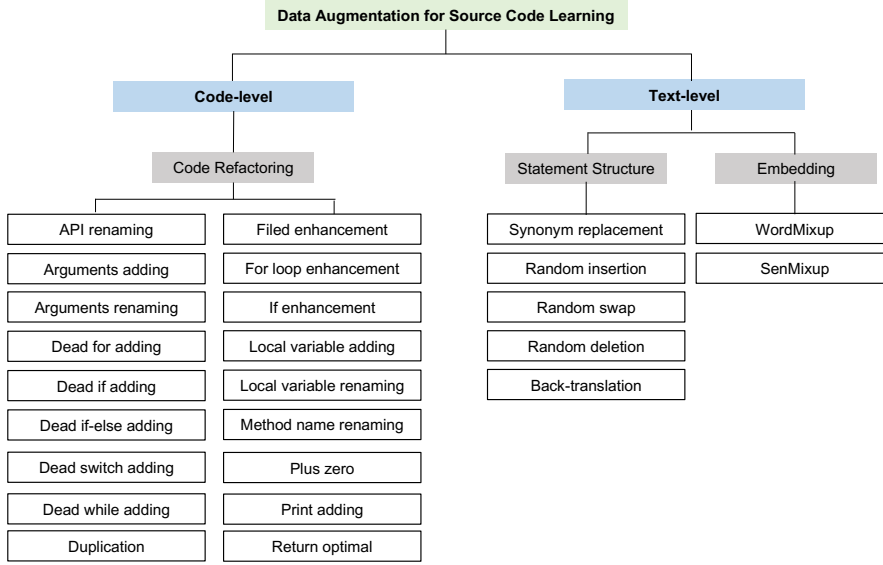 Data Augmentation for Source Code Learning
Code-level
Text-level
Code Refactoring
Statement Structure
Embedding
API renaming
Filed enhancement
Synonym replacement
WordMixup
Arguments adding
For loop enhancement
Random insertion
SenMixup
Arguments renaming
If enhancement
Random swap
Dead for adding
Local variable adding
Random deletion
Dead if adding
Local variable renaming
Back-translation
Dead if-else adding
Method name renaming
Dead switch adding
Plus zero
Dead while adding
Print adding
Duplication
Return optimal